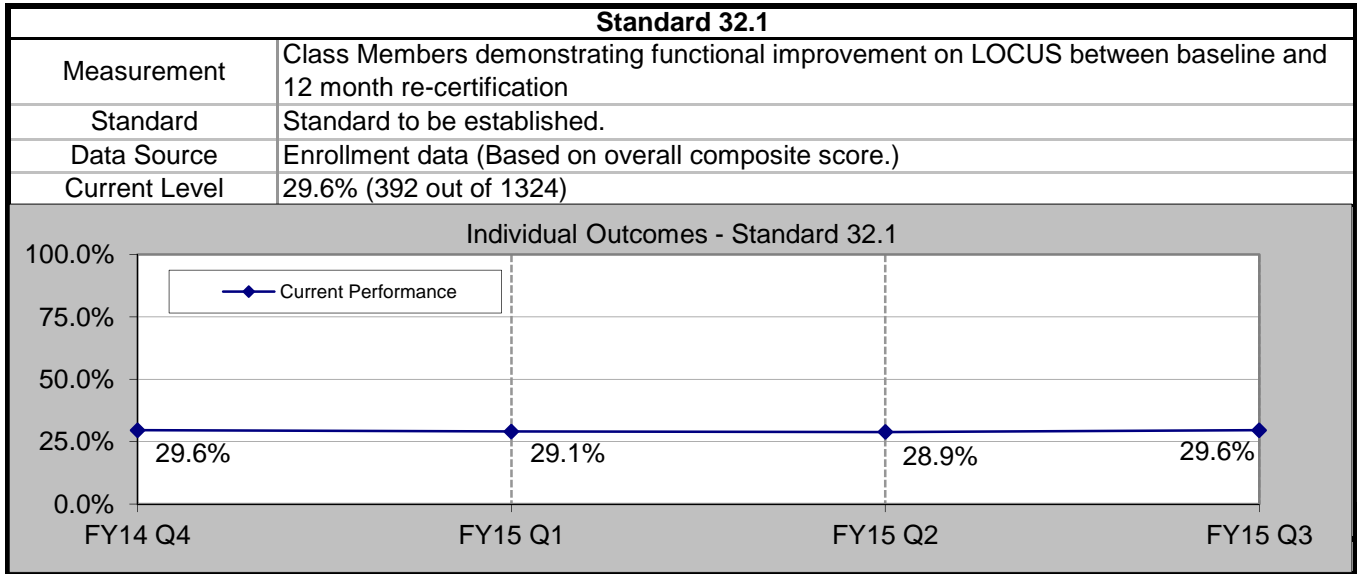 Standard 32.1
Measurement
Class Members demonstrating functional improvement on LOCUS between baseline and
12 month re-certification
Standard
Standard to be established.
Data Source
Enrollment data (Based on overall composite score.)
Current Level
29.6% (392 out of 1324)
Individual Outcomes - Standard 32.1
100.0%
Current Performance
75.0%
50.0%
25.0%
29.6%
29.1%
28.9%
29.6%
0.0%
FY14 Q4
FY15 Q1
FY15 Q2
FY15 Q3